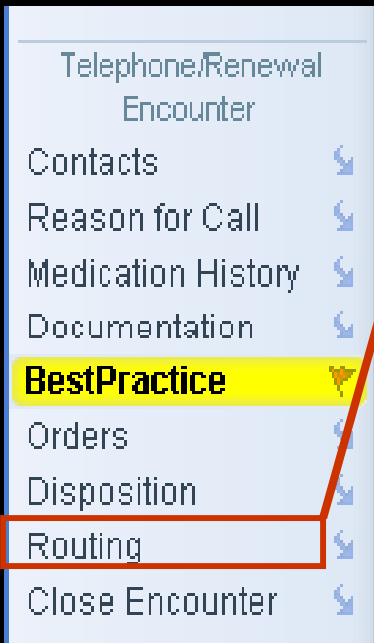 Telephone/Renewal
Encounter
Contacts
Reason for Call
Medication History
Documentation
BestPractice
Orders
Disposition
Routing
Close Encounter